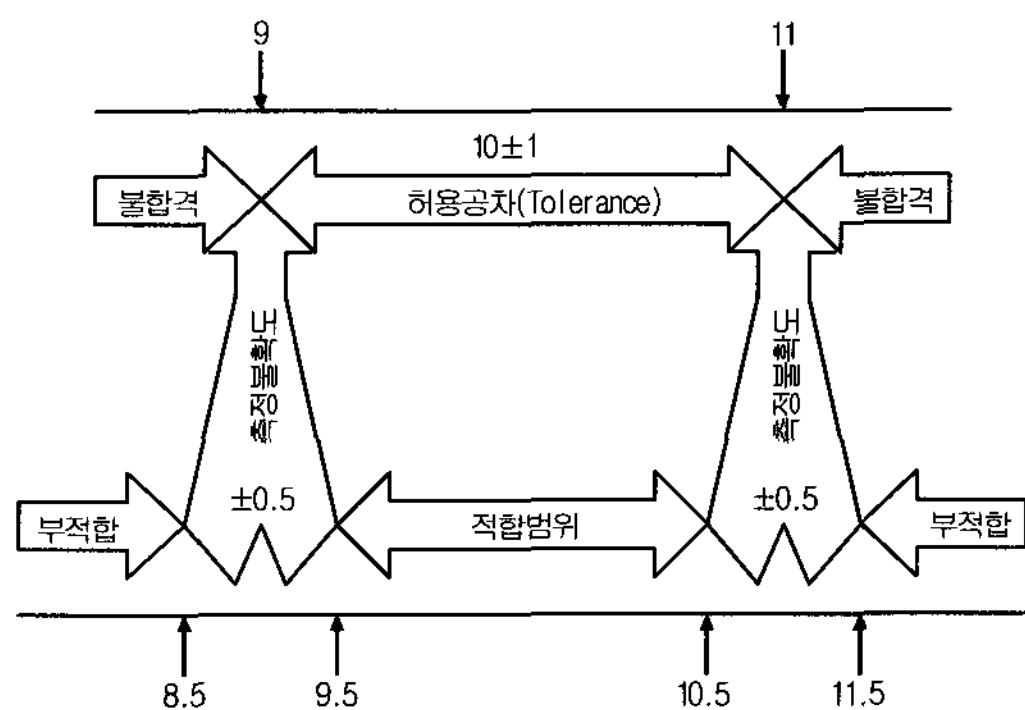 9
11
10±1
불합격
허용공차(Tolerance)
불합격
측정불확도
측정불확도
±0.5
±0.5
부적합
적합범위
부적합
8.5
9.5
10.5
11.5